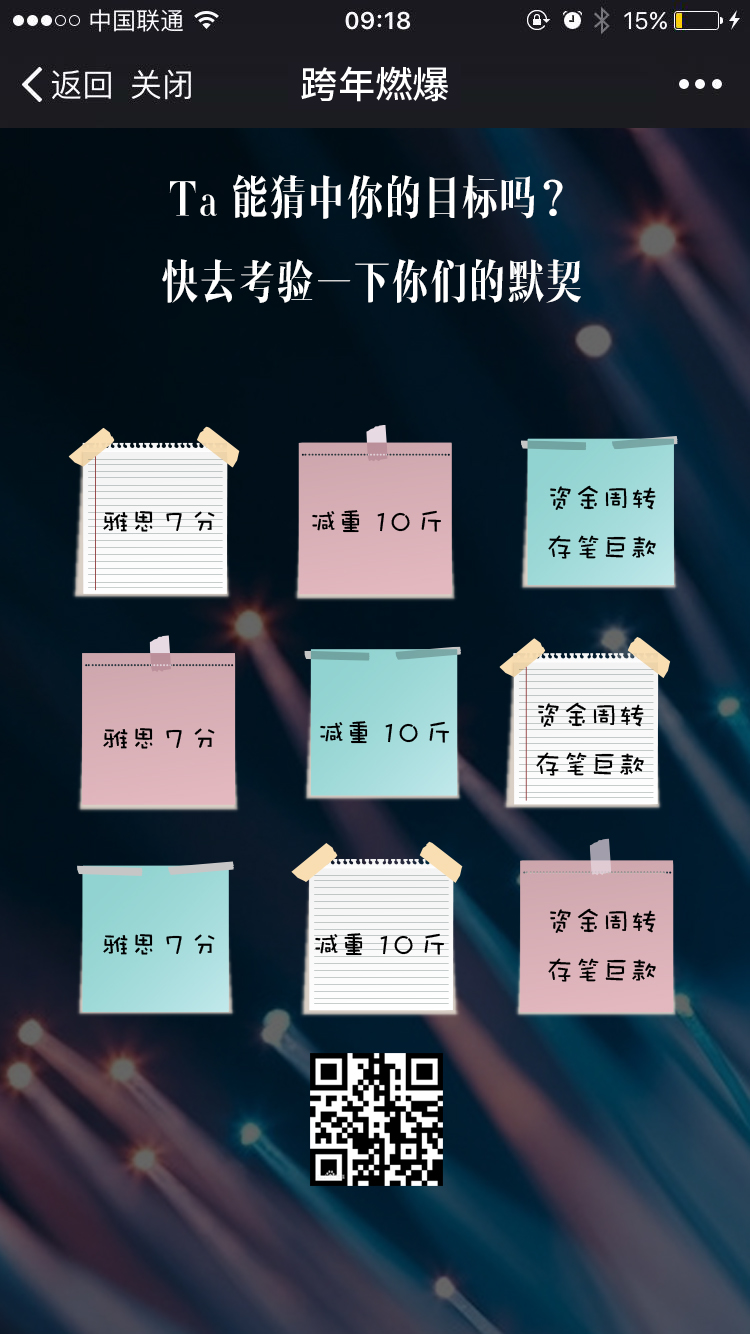 中国联通 09:18 15%
返回 关闭 跨年燃爆
Ta 能猜中你的目标吗？
快去考验一下你们的默契
雅思 7 分
减重 10 斤
资金周转
存笔巨款
雅思 7 分
减重 10 斤
资金周转
存笔巨款
雅思 7 分
减重 10 斤
资金周转
存笔巨款